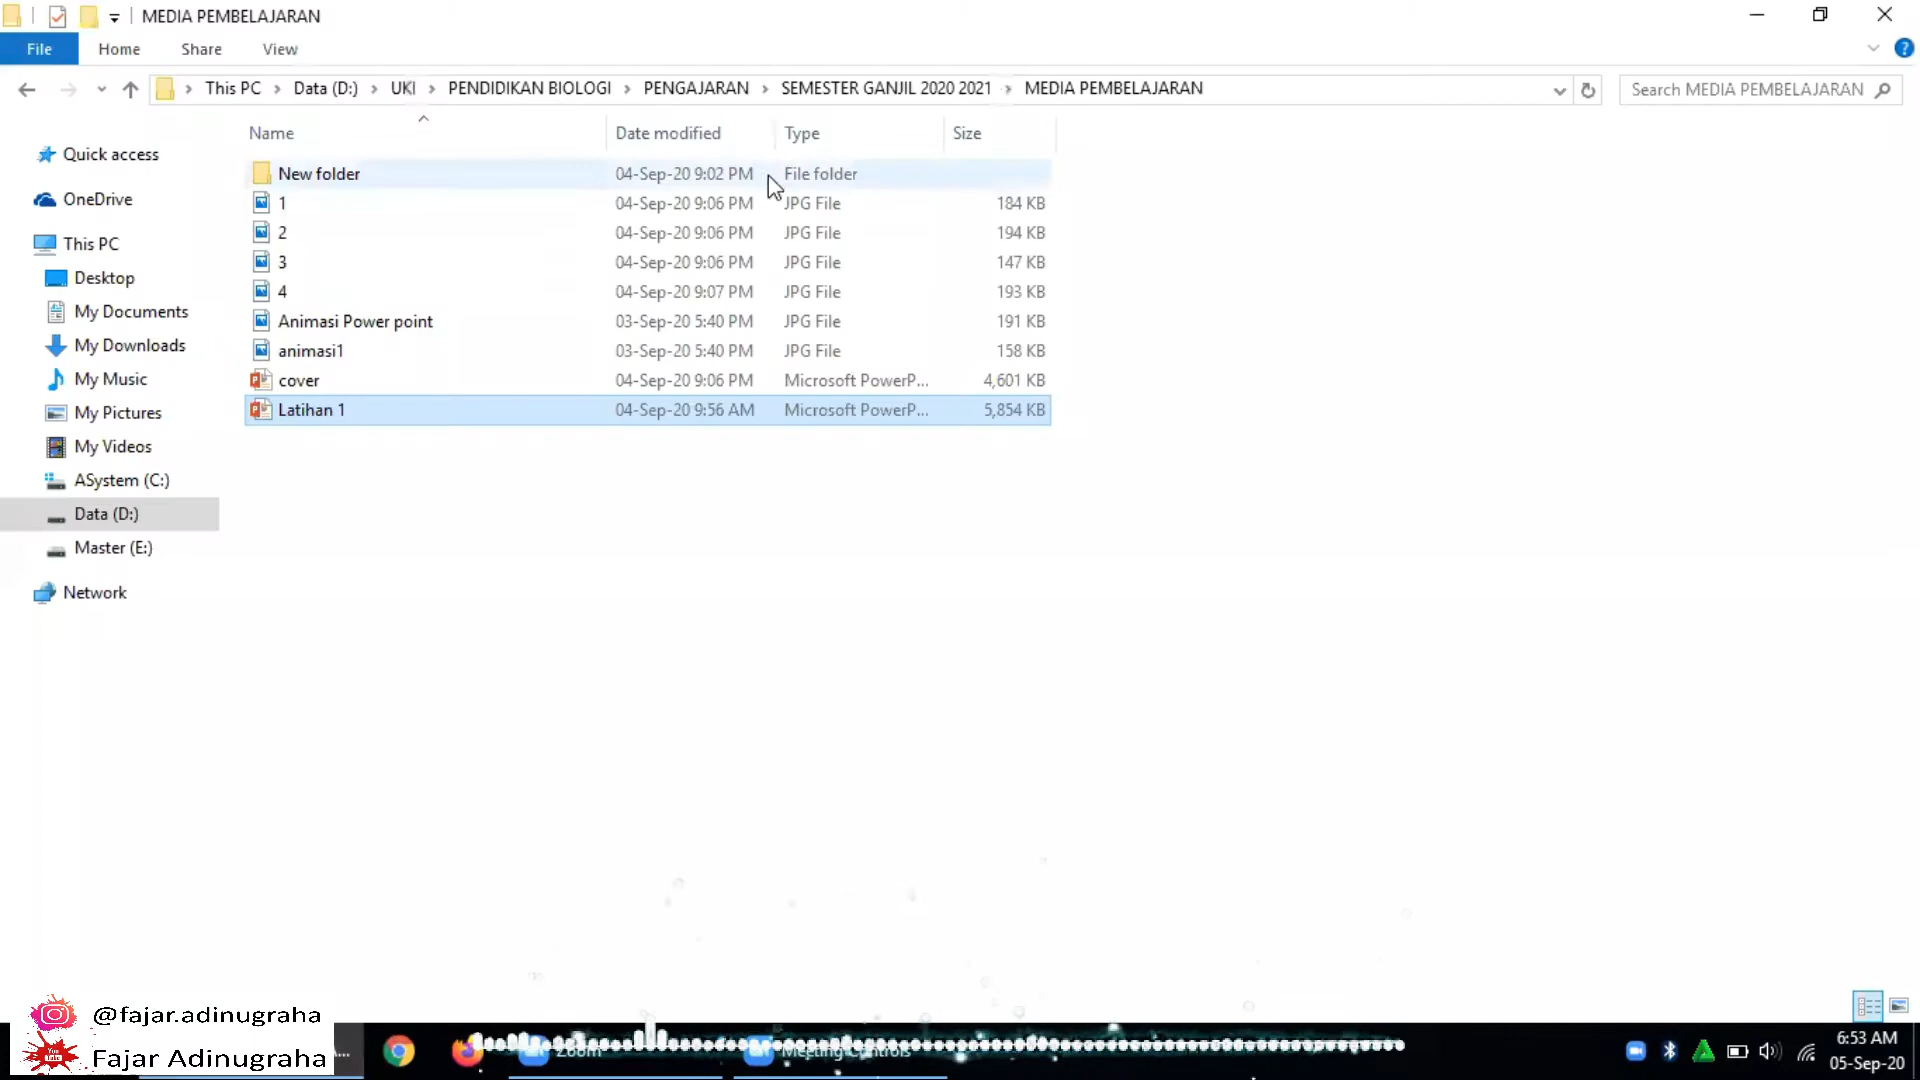 MEDIA PEMBELAJARAN
File Home Share View
This PC Data (D:) UKI PENDIDIKAN BIOLOGI PENGAJARAN SEMESTER GANJIL 2020 2021 MEDIA PEMBELAJARAN Search MEDIA PEMBELAJARAN
Name Date modified Type Size
Quick access
OneDrive
This PC
Desktop
My Documents
My Downloads
My Music
My Pictures
My Videos
ASystem (C:)
Data (D:)
Master (E:)
Network
New folder 04-Sep-20 9:02 PM File folder
1 04-Sep-20 9:06 PM JPG File 184 KB
2 04-Sep-20 9:06 PM JPG File 194 KB
3 04-Sep-20 9:06 PM JPG File 147 KB
4 04-Sep-20 9:07 PM JPG File 193 KB
Animasi Power point 03-Sep-20 5:40 PM JPG File 191 KB
animasi1 03-Sep-20 5:40 PM JPG File 158 KB
cover 04-Sep-20 9:06 PM Microsoft PowerP... 4,601 KB
Latihan 1 04-Sep-20 9:56 AM Microsoft PowerP... 5,854 KB
@fajar.adinugraha
Fajar Adinugraha
Zoom Meeting Controls
6:53 AM
05-Sep-20